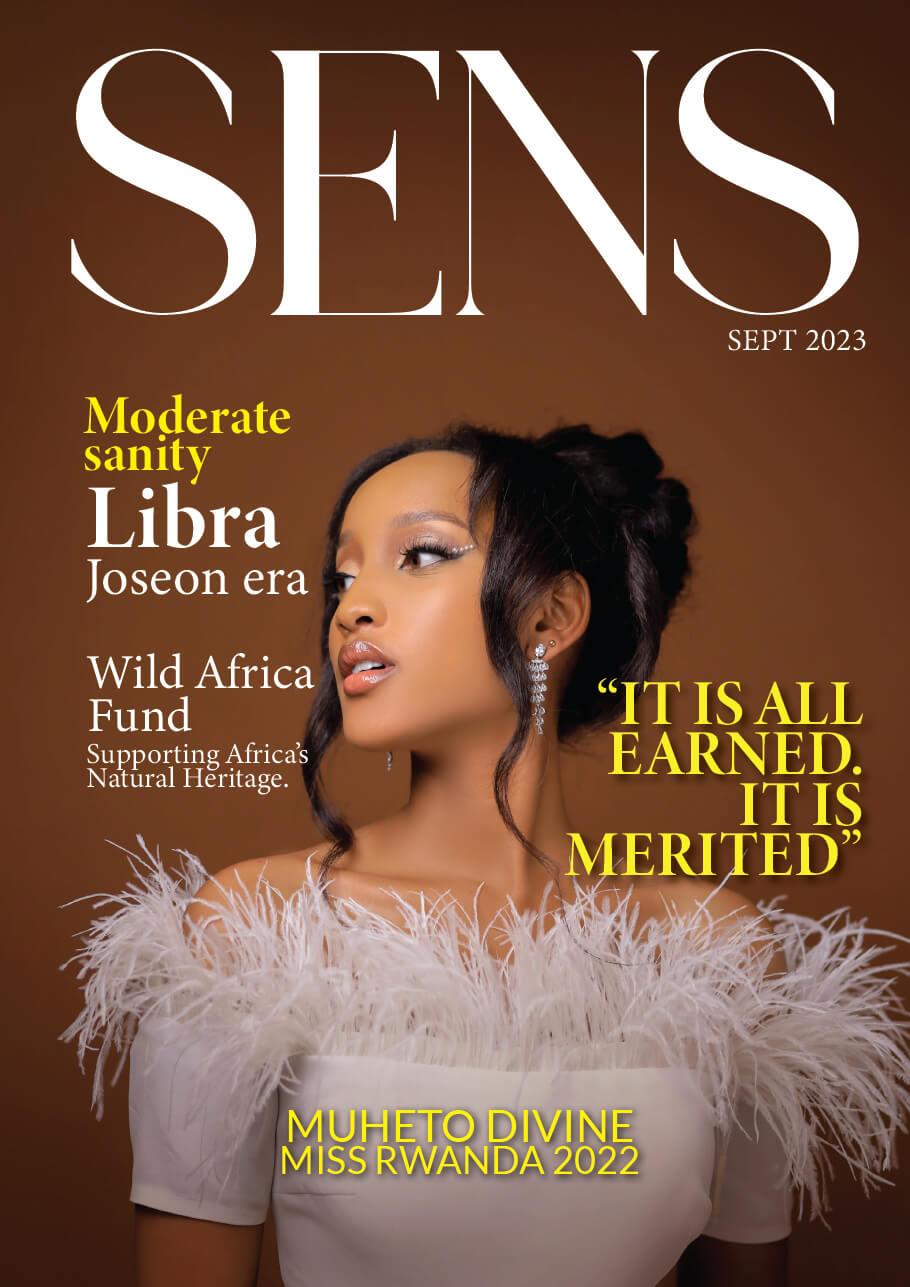 SENS
SEPT 2023
Moderate
sanity
Libra
Joseon era
Wild Africa
Fund
Supporting Africa’s
Natural Heritage.
“IT IS ALL
EARNED.
IT IS
MERITED”
MUHETO DIVINE
MISS RWANDA 2022